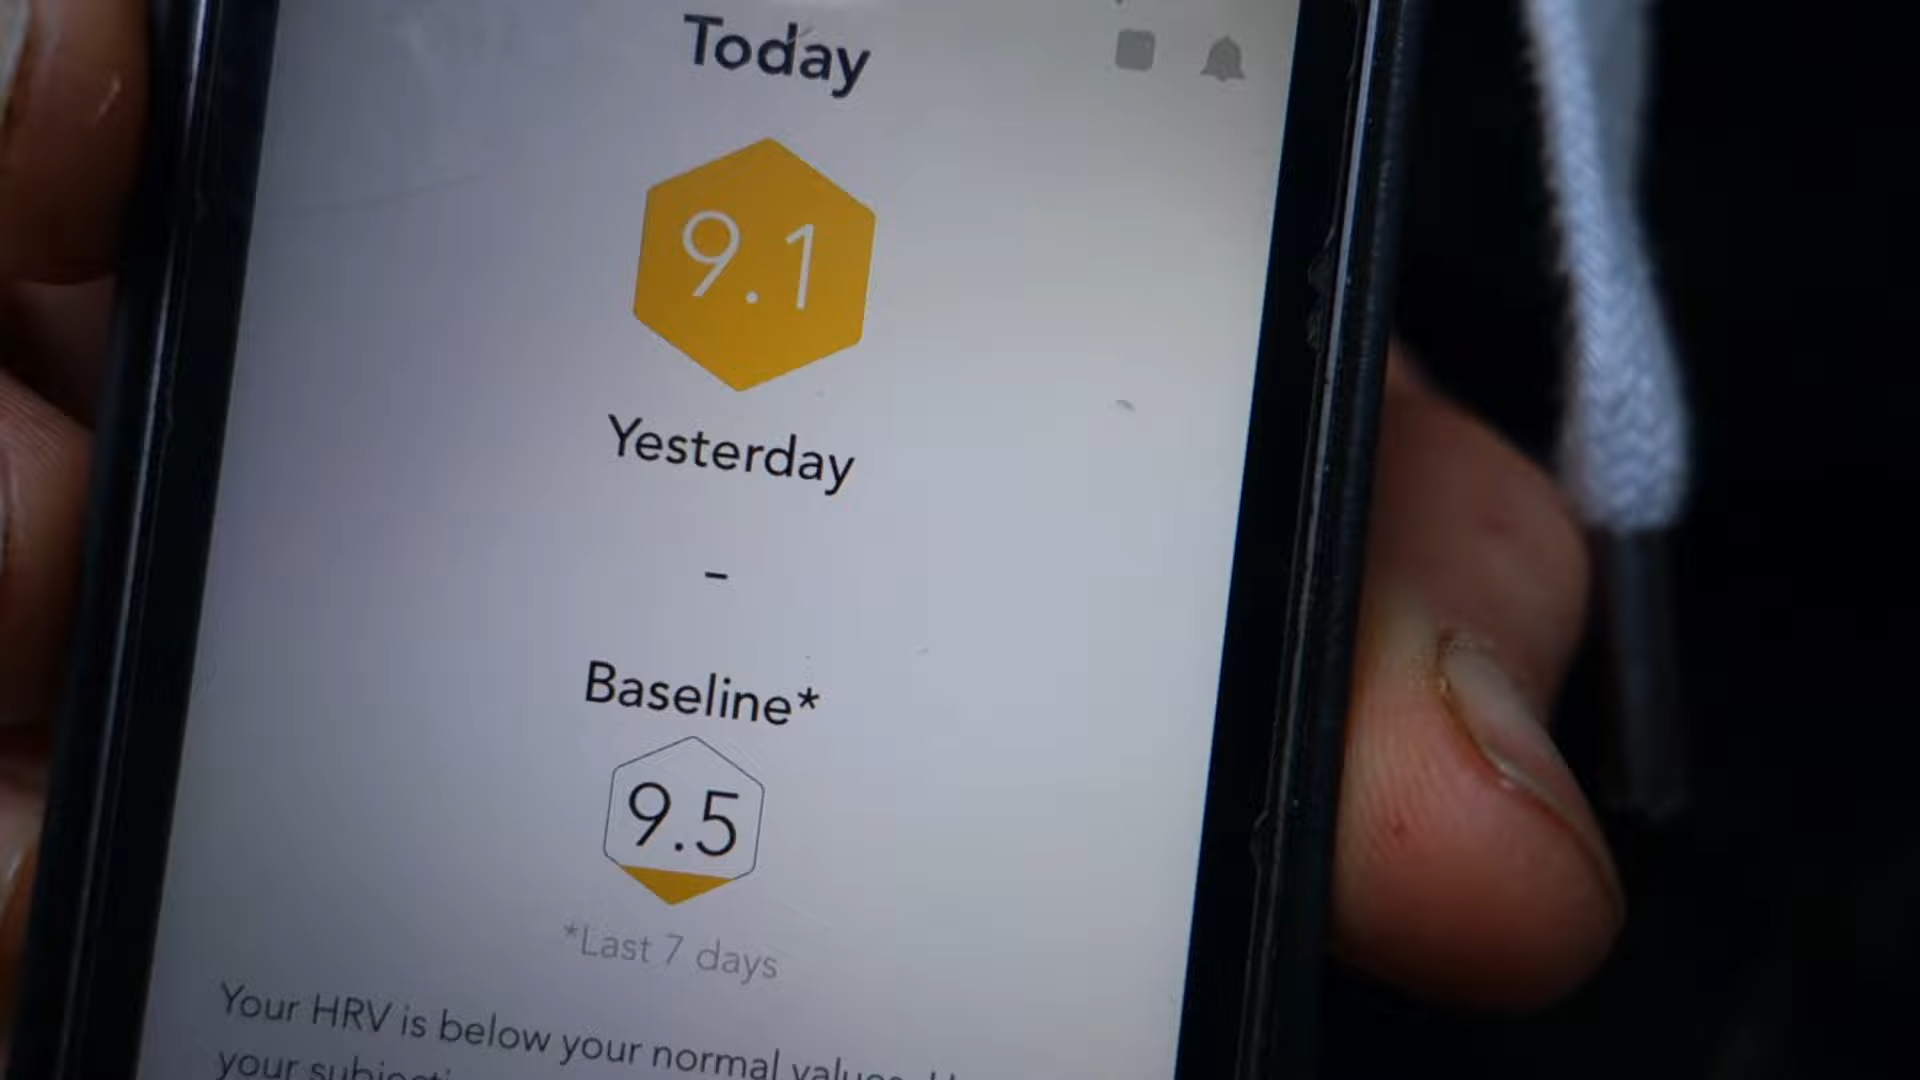 Today
9.1
Yesterday
-
Baseline*
9.5
*Last 7 days
Your HRV is below your normal values.
your